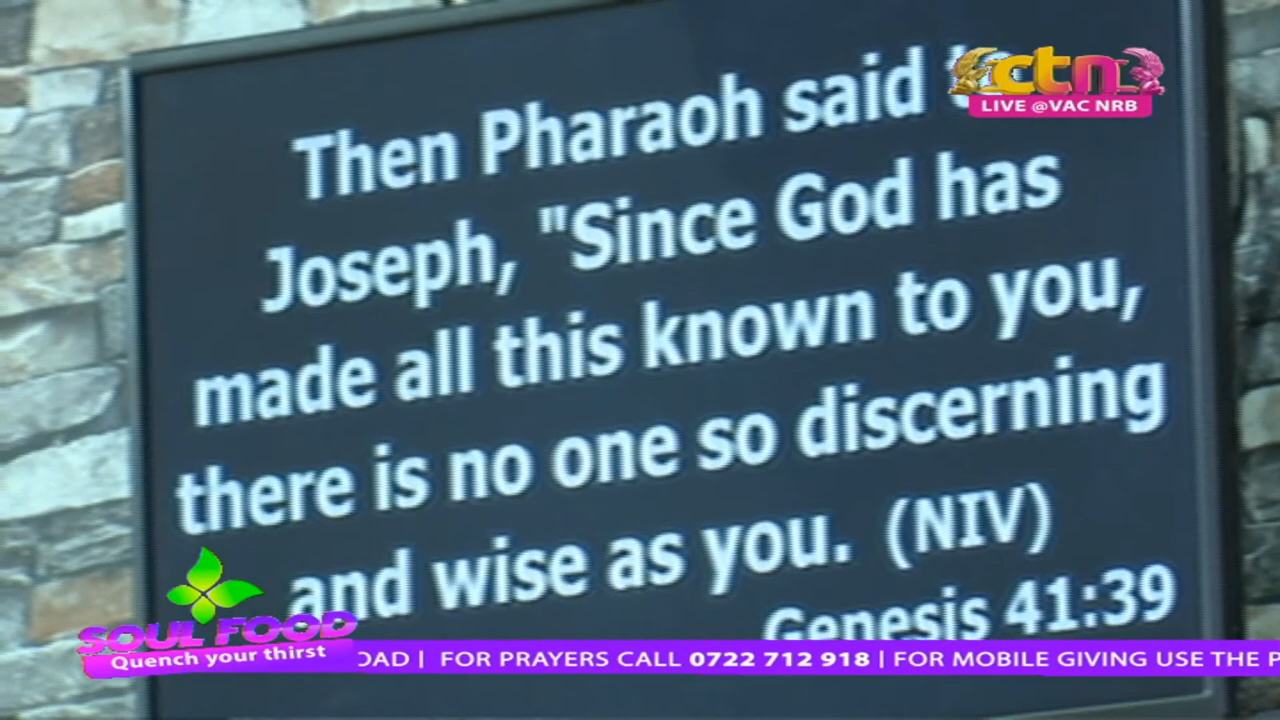 Then Pharaoh said to
Joseph, "Since God has
made all this known to you,
there is no one so discerning
and wise as you. (NIV)
Genesis 41:39
ctn
LIVE @VAC NRB
SOUL FOOD
Quench your thirst
OAD | FOR PRAYERS CALL 0722 712 918 | FOR MOBILE GIVING USE THE P